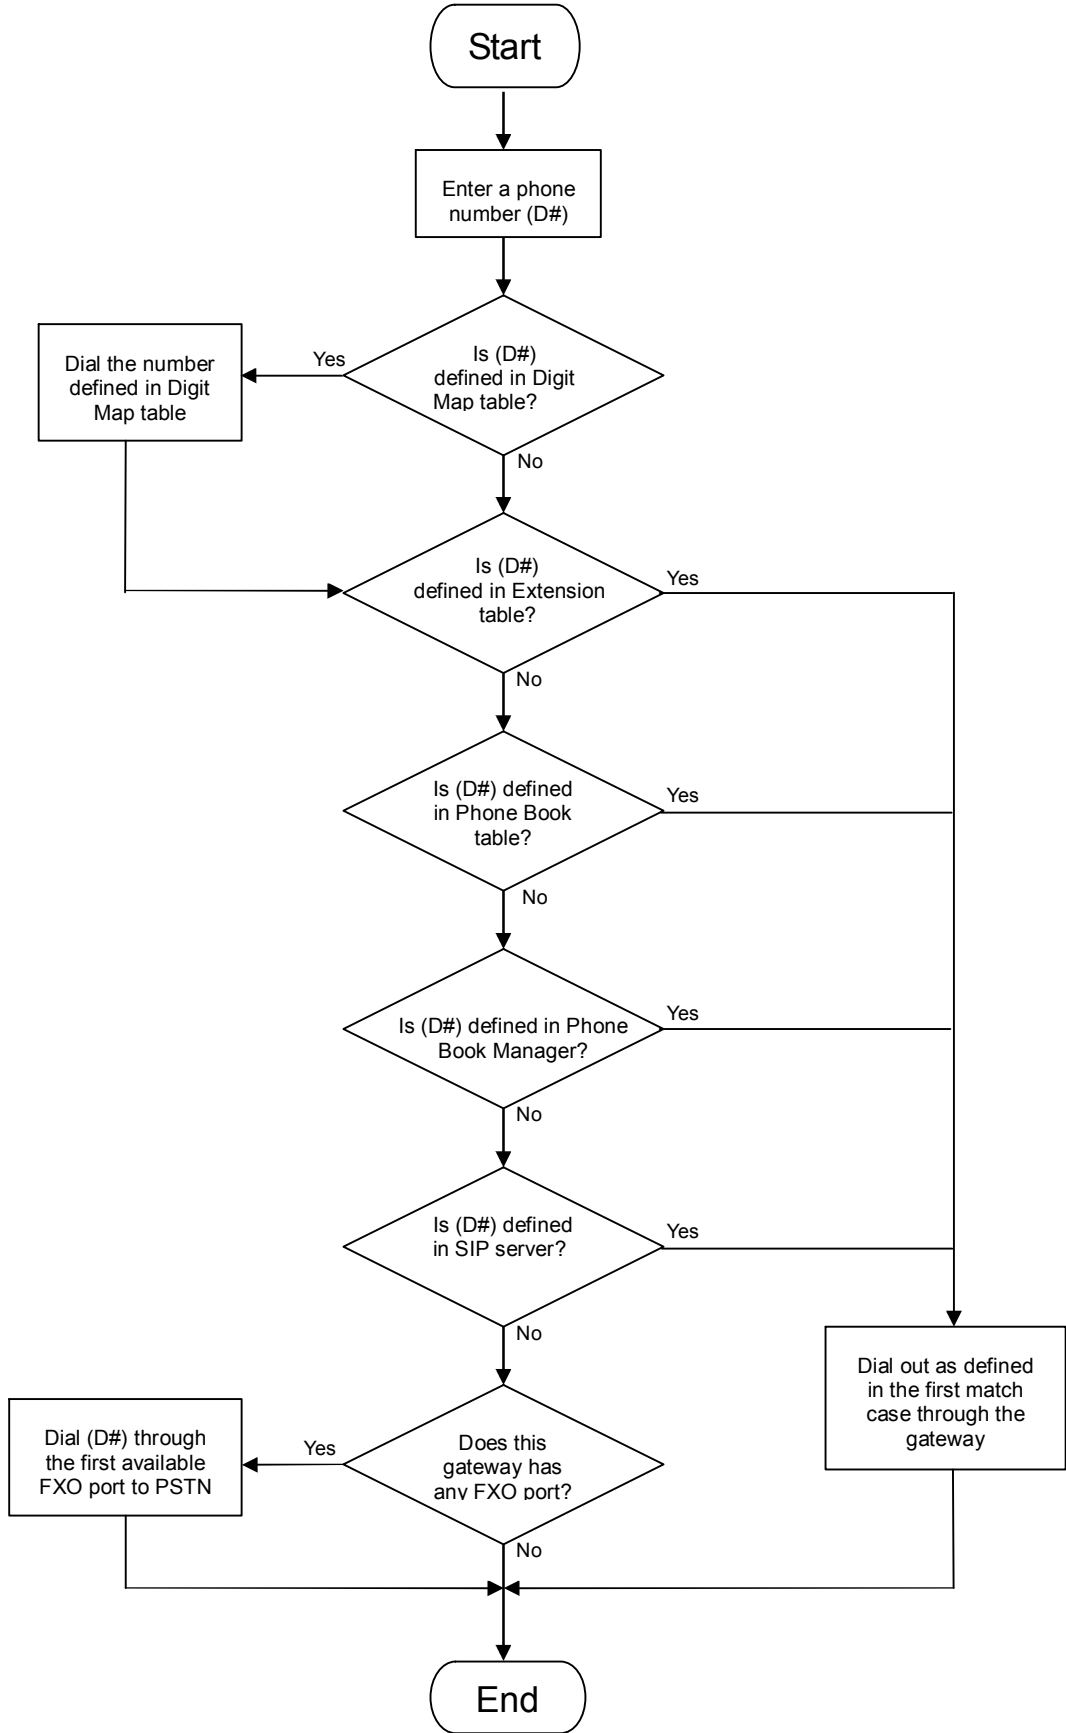 Start
Enter a phone
number (D#)
Is (D#)
defined in Digit
Map table?
Yes
Dial the number
defined in Digit
Map table
No
Is (D#)
defined in Extension
table?
Yes
No
Is (D#) defined
in Phone Book
table?
Yes
No
Is (D#) defined in Phone
Book Manager?
Yes
No
Is (D#) defined
in SIP server?
Yes
No
Dial out as defined
in the first match
case through the
gateway
Does this
gateway has
any FXO port?
Yes
Dial (D#) through
the first available
FXO port to PSTN
No
End